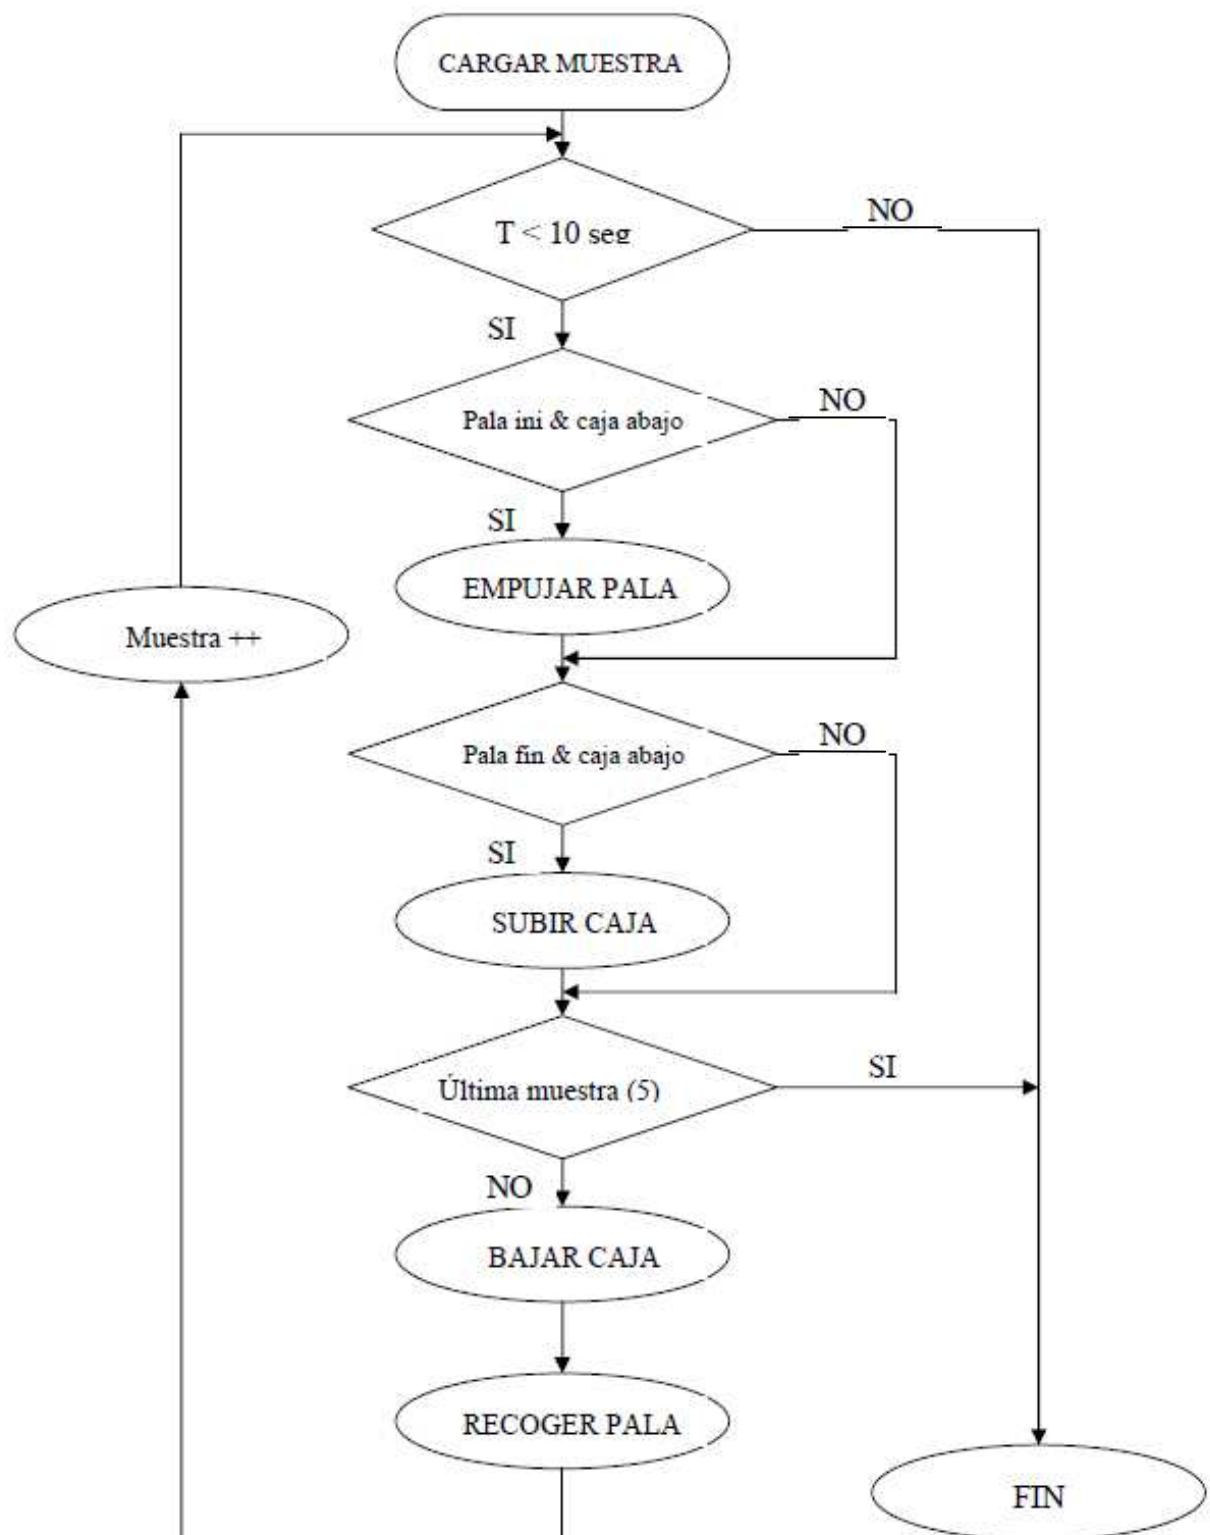 CARGAR MUESTRA
T < 10 seg
NO
SI
Pala ini & caja abajo
NO
SI
EMPUJAR PALA
Muestra ++
Pala fin & caja abajo
NO
SI
SUBIR CAJA
Última muestra (5)
SI
NO
BAJAR CAJA
RECOGER PALA
FIN